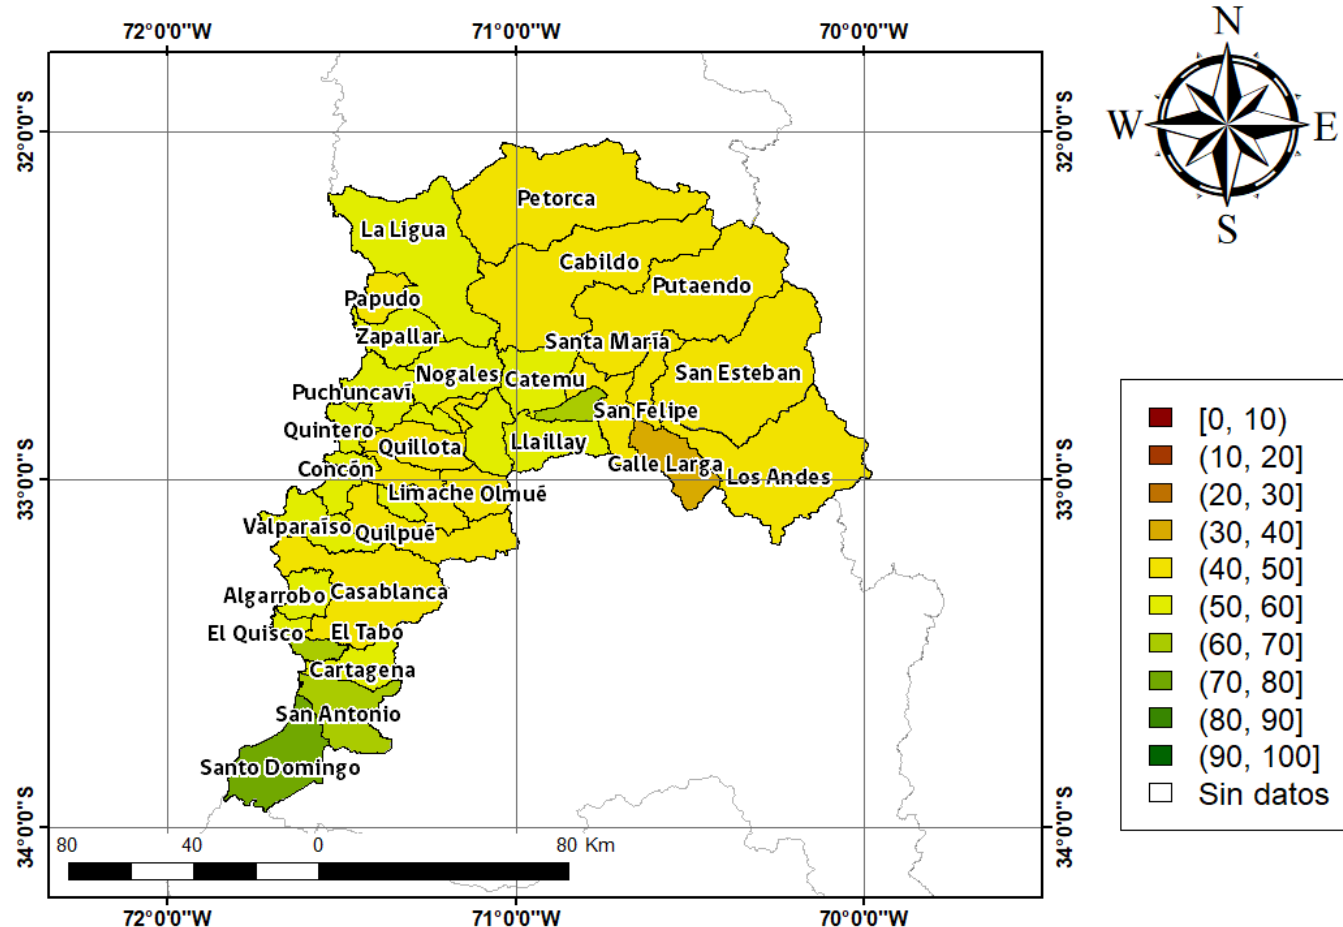 72°0'0"W
71°0'0"W
70°0'0"W
N
W
E
S
32°0'0"S
32°0'0"S
Petorca
La Ligua
Cabildo
Putaendo
Papudo
Zapallar
Santa María
Nogales
Catemu
San Esteban
Puchuncaví
San Felipe
Quintero
Quillota
Llaillay
Concón
Calle Larga
Los Andes
33°0'0"S
33°0'0"S
Limache
Olmué
Valparaíso
Quilpué
Algarrobo
Casablanca
El Quisco
El Tabo
Cartagena
San Antonio
Santo Domingo
34°0'0"S
34°0'0"S
80
40
0
80 Km
72°0'0"W
71°0'0"W
70°0'0"W
[0, 10)
(10, 20]
(20, 30]
(30, 40]
(40, 50]
(50, 60]
(60, 70]
(70, 80]
(80, 90]
(90, 100]
Sin datos